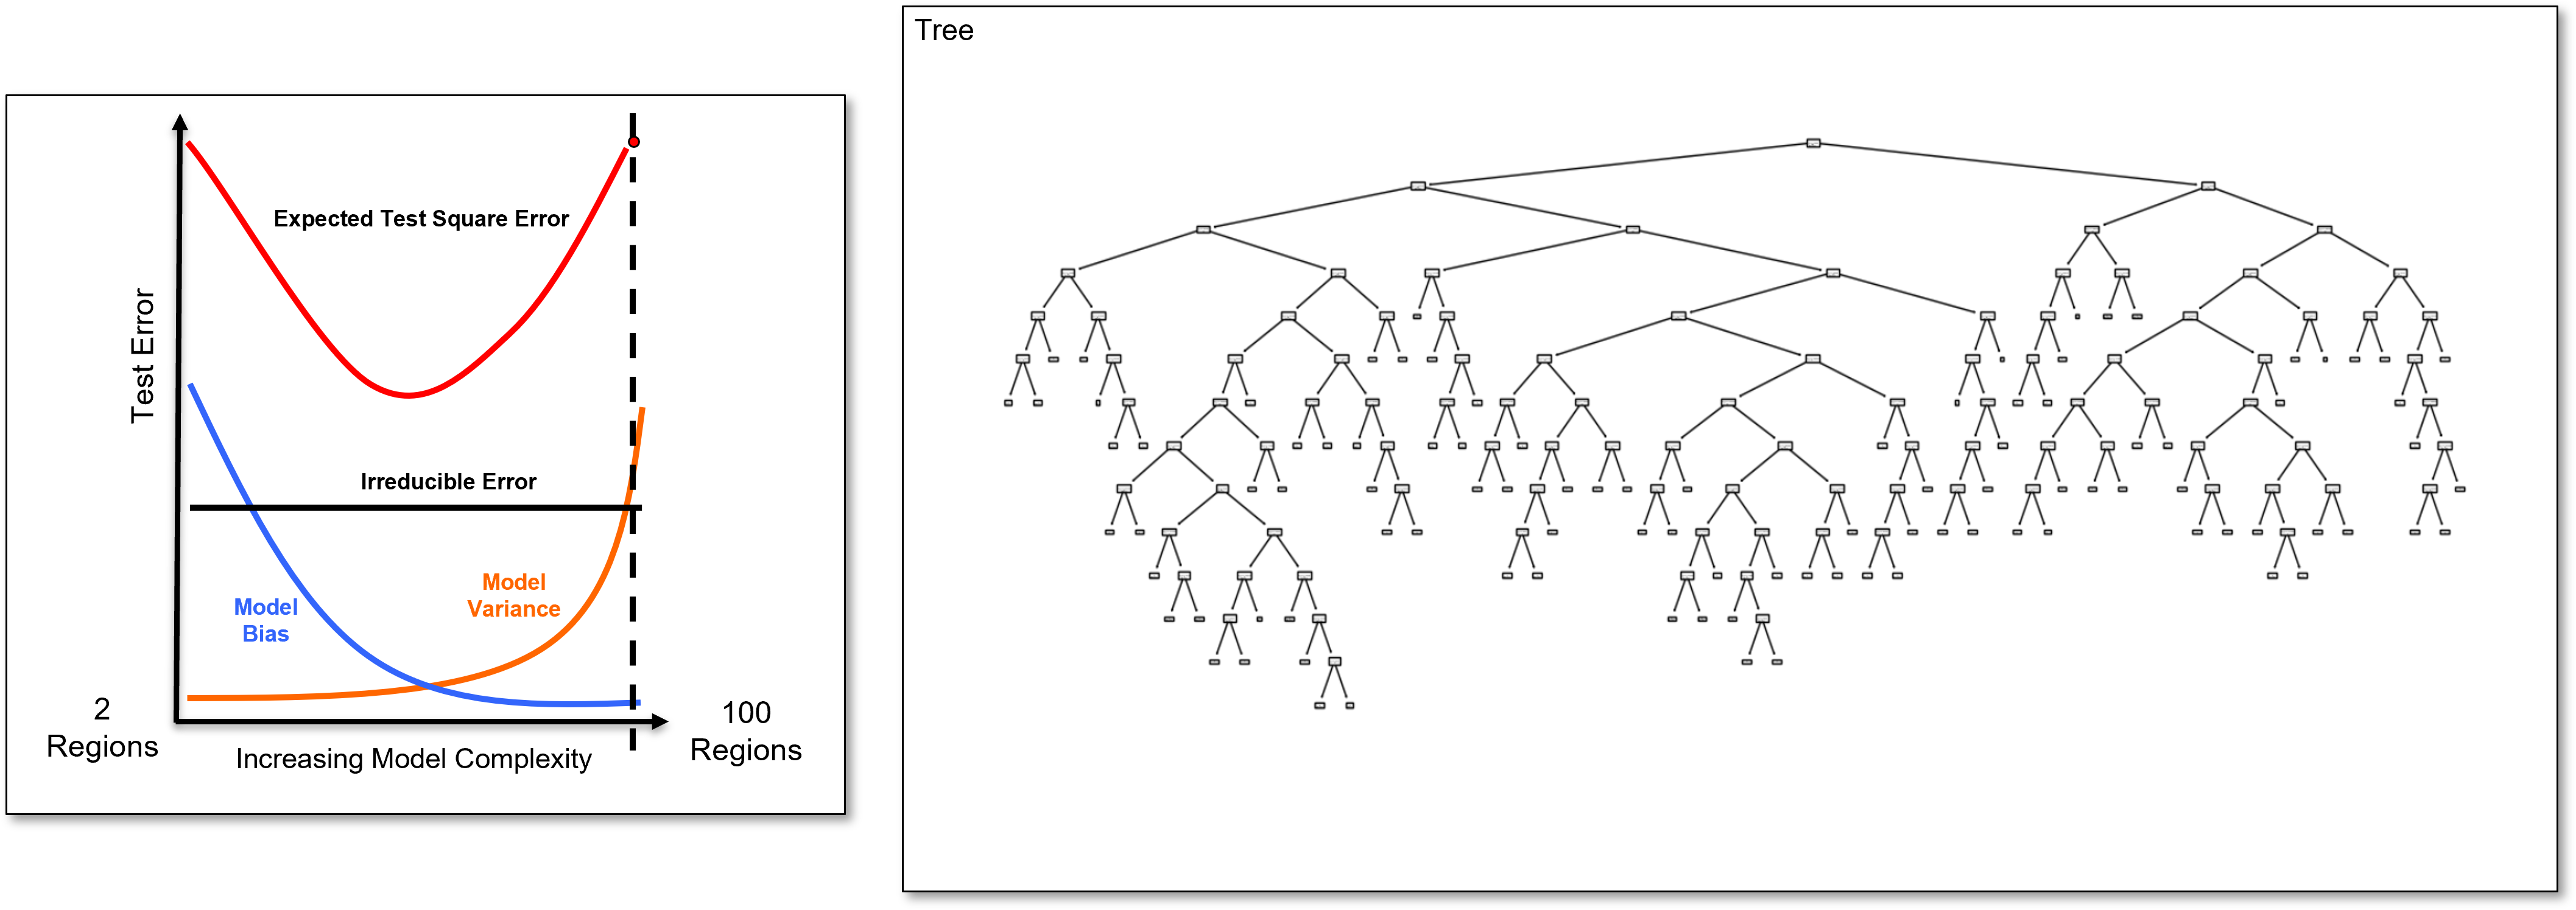 Tree
Expected Test Square Error
Test Error
Irreducible Error
Model
Variance
Model
Bias
2
Regions
100
Regions
Increasing Model Complexity